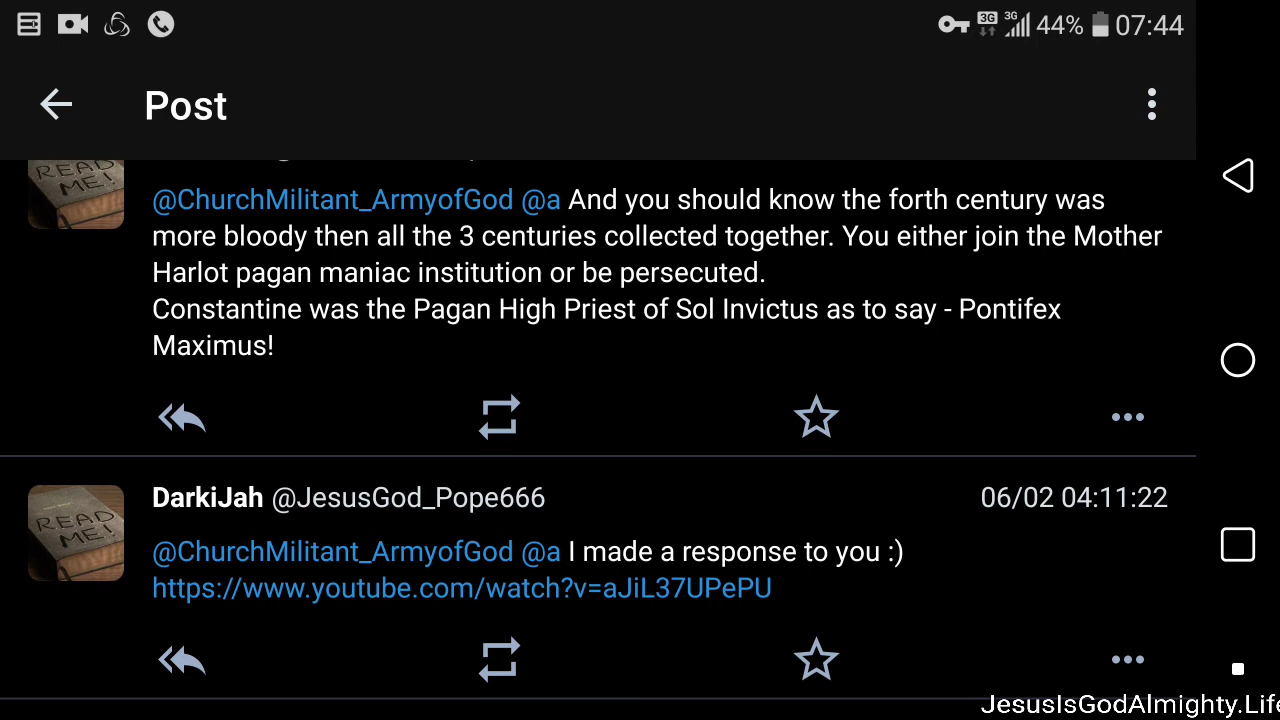 3G 3G 44% 07:44
Post
READ
ME!
@ChurchMilitant_ArmyofGod @a And you should know the forth century was
more bloody then all the 3 centuries collected together. You either join the Mother
Harlot pagan maniac institution or be persecuted.
Constantine was the Pagan High Priest of Sol Invictus as to say - Pontifex
Maximus!
DarkiJah @JesusGod_Pope666 06/02 04:11:22
READ
ME!
@ChurchMilitant_ArmyofGod @a I made a response to you :)
https://www.youtube.com/watch?v=aJiL37UPePU
JesusIsGodAlmighty.Life